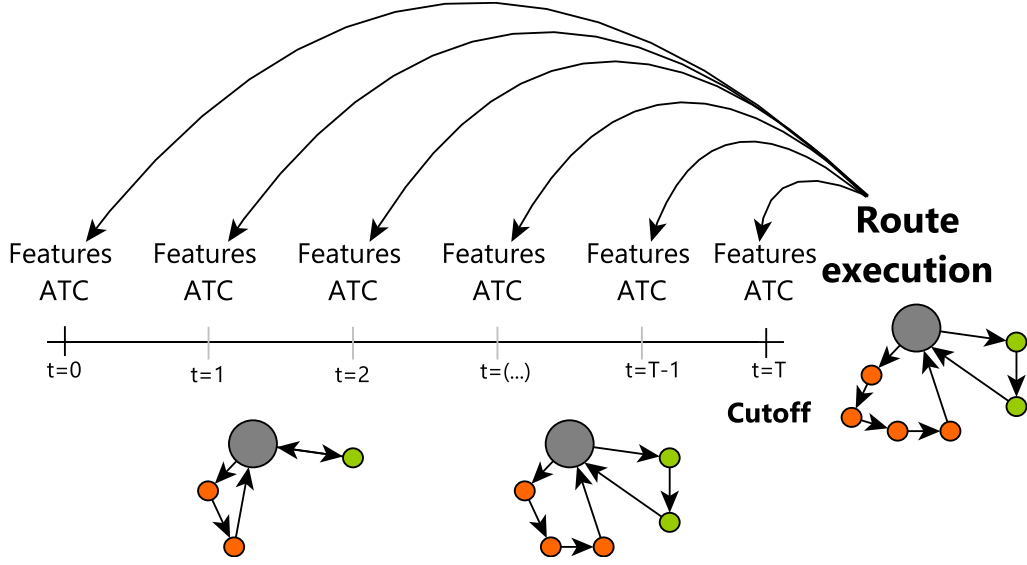 Features Features Features Features Features Features
ATC ATC ATC ATC ATC ATC
Route
execution
t=0 t=1 t=2 t=(...) t=T-1 t=T
Cutoff